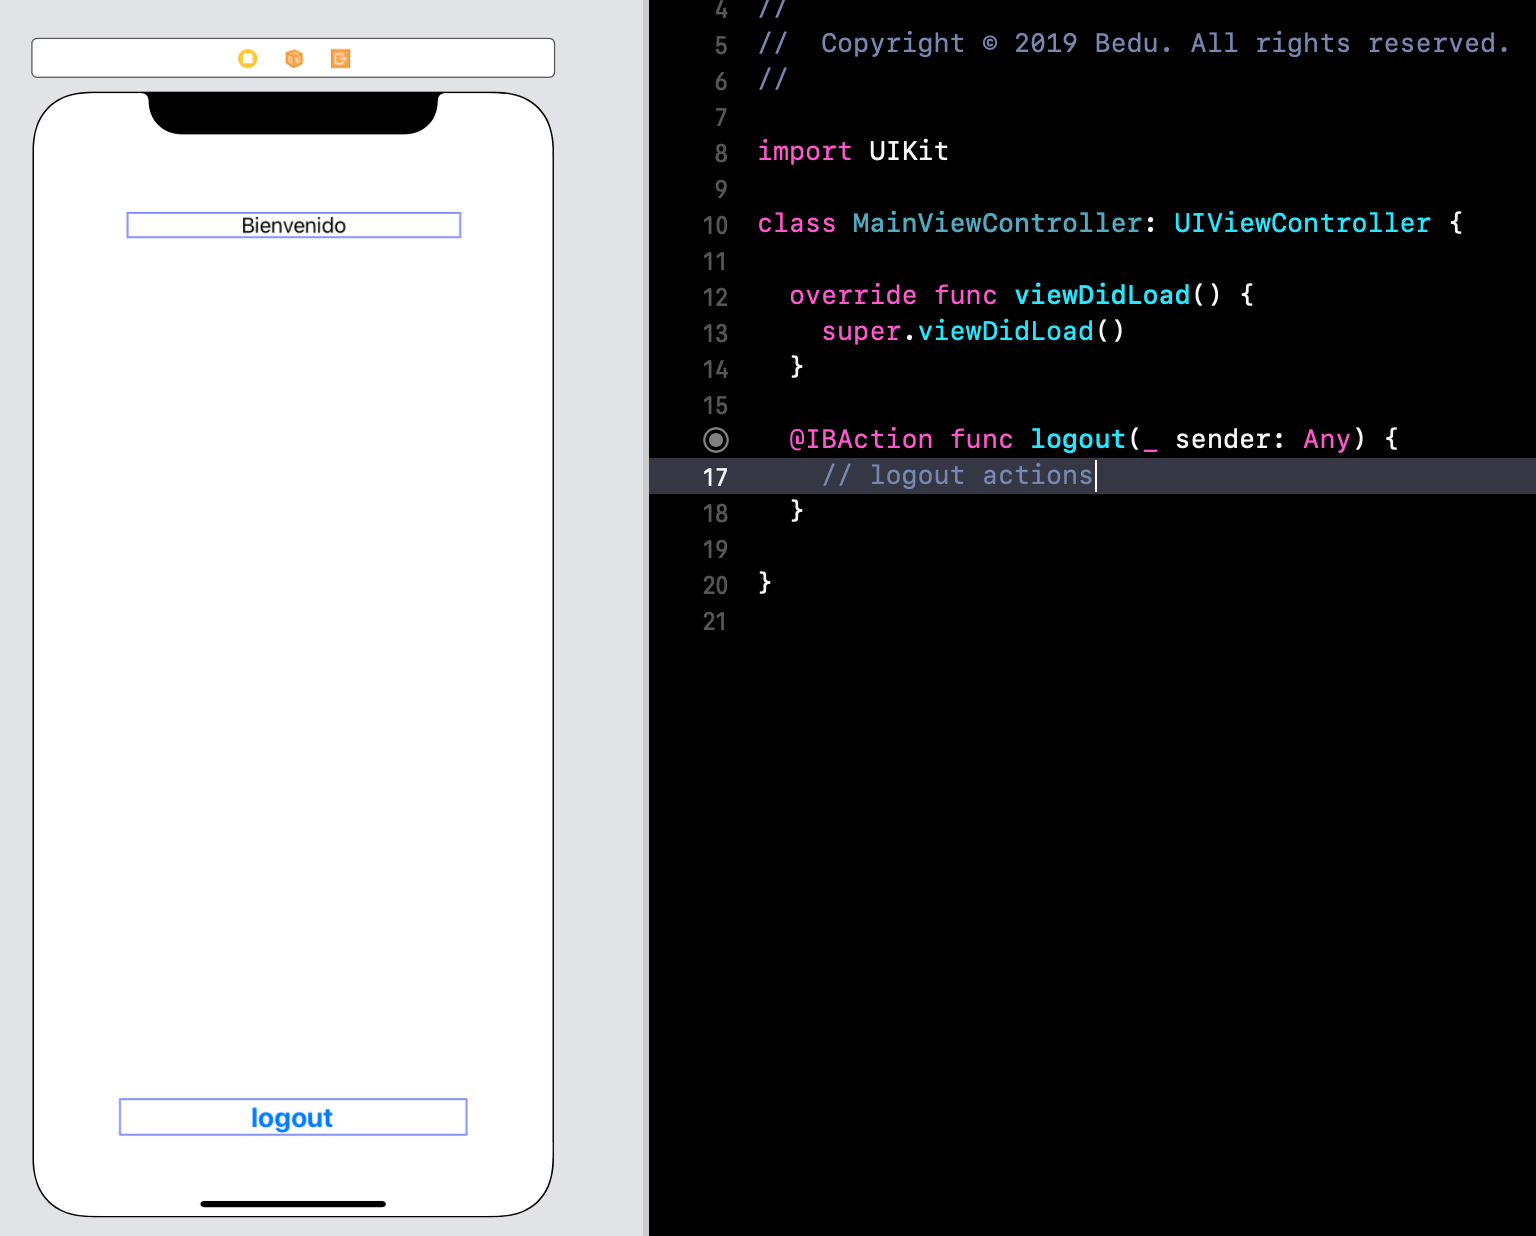 Bienvenido
logout
4 //
5 //  Copyright © 2019 Bedu. All rights reserved.
6 //
7
8 import UIKit
9
10 class MainViewController: UIViewController {
11
12   override func viewDidLoad() {
13     super.viewDidLoad()
14   }
15
@IBAction func logout(_ sender: Any) {
17     // logout actions
18   }
19
20 }
21